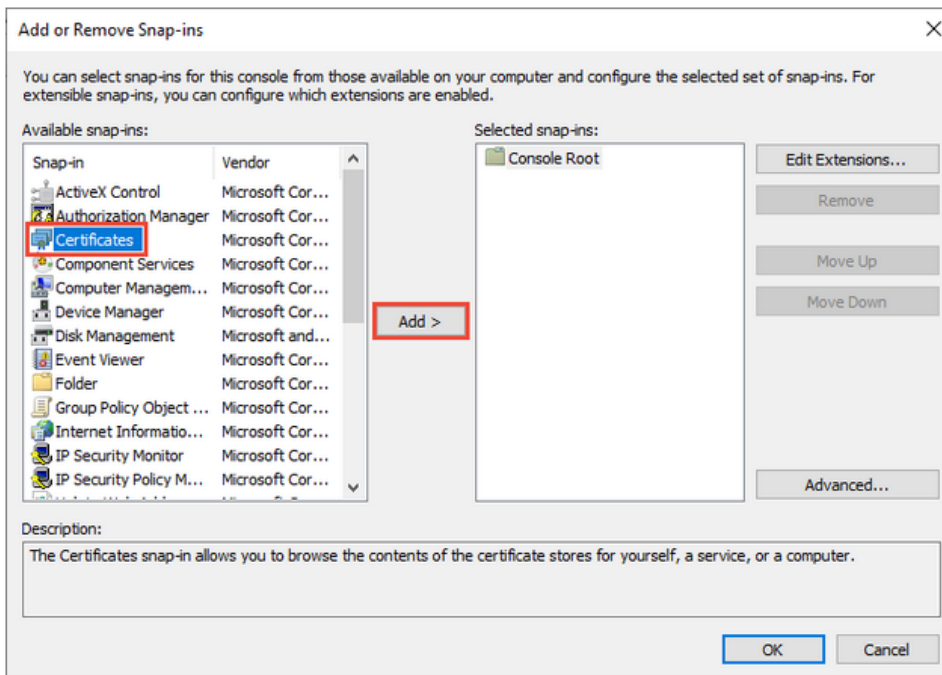 Add or Remove Snap-ins
You can select snap-ins for this console from those available on your computer and configure the selected set of snap-ins. For
extensible snap-ins, you can configure which extensions are enabled.
Available snap-ins:
Snap-in Vendor
ActiveX Control Microsoft Cor...
Authorization Manager Microsoft Cor...
Certificates Microsoft Cor...
Component Services Microsoft Cor...
Computer Managem... Microsoft Cor...
Device Manager Microsoft Cor...
Disk Management Microsoft and...
Event Viewer Microsoft Cor...
Folder Microsoft Cor...
Group Policy Object ... Microsoft Cor...
Internet Informatio... Microsoft Cor...
IP Security Monitor Microsoft Cor...
IP Security Policy M... Microsoft Cor...
Add >
Selected snap-ins:
Console Root
Edit Extensions...
Remove
Move Up
Move Down
Advanced...
Description:
The Certificates snap-in allows you to browse the contents of the certificate stores for yourself, a service, or a computer.
OK Cancel